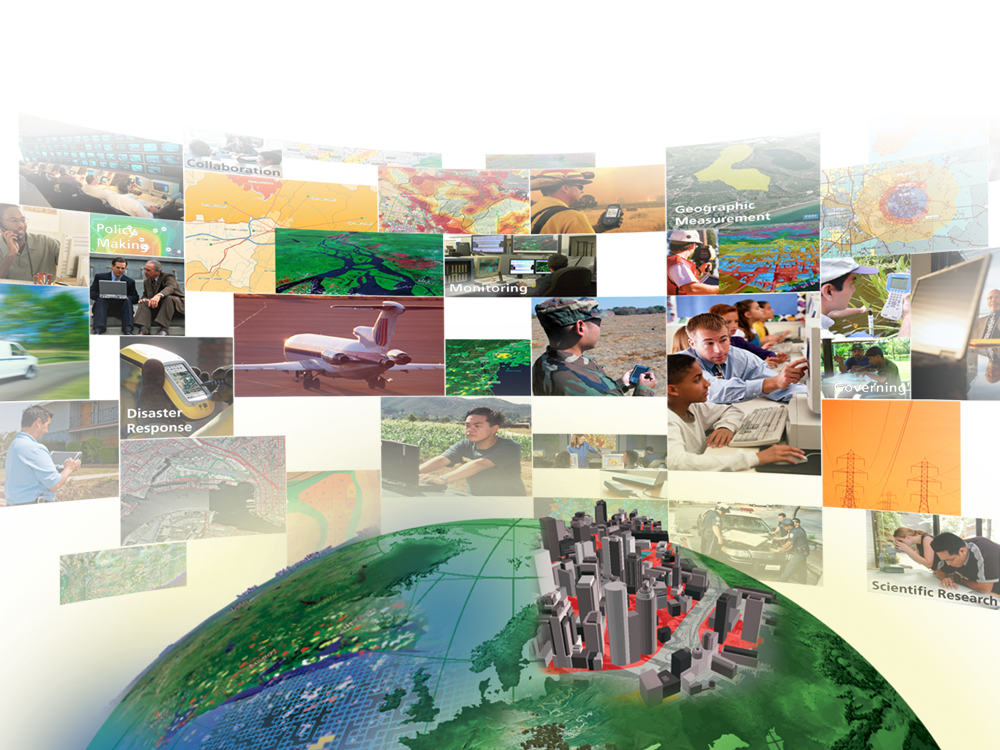 Collaboration
Policy
Making
Geographic
Measurement
Monitoring
Disaster
Response
Governing
Scientific Research